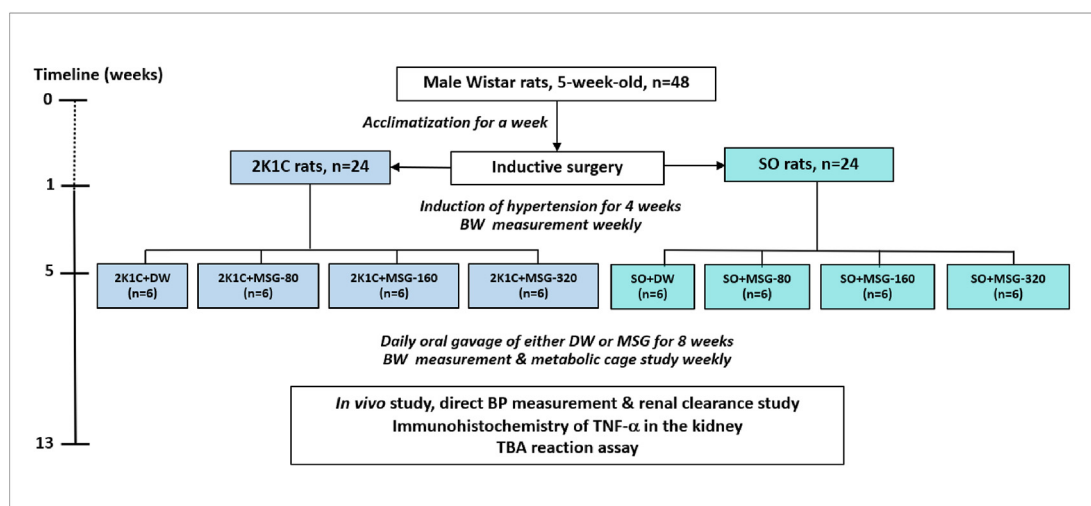 Timeline (weeks)
0
Male Wistar rats, 5-week-old, n=48
Acclimatization for a week
2K1C rats, n=24
Inductive surgery
SO rats, n=24
1
Induction of hypertension for 4 weeks
BW measurement weekly
5
2K1C+DW
(n=6)
2K1C+MSG-80
(n=6)
2K1C+MSG-160
(n=6)
2K1C+MSG-320
(n=6)
SO+DW
(n=6)
SO+MSG-80
(n=6)
SO+MSG-160
(n=6)
SO+MSG-320
(n=6)
Daily oral gavage of either DW or MSG for 8 weeks
BW measurement & metabolic cage study weekly
In vivo study, direct BP measurement & renal clearance study
Immunohistochemistry of TNF-α in the kidney
TBA reaction assay
13